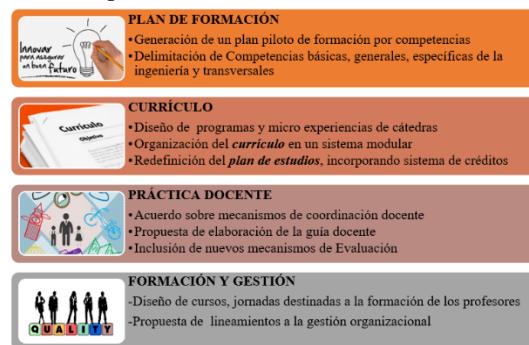 PLAN DE FORMACIÓN
Innovar
para asegurar
un buen
futuro
•Generación de un plan piloto de formación por competencias
•Delimitación de Competencias básicas, generales, específicas de la
ingeniería y transversales
CURRÍCULO
Currículo
Objetivo
•Diseño de programas y micro experiencias de cátedras
•Organización del currículo en un sistema modular
•Redefinición del plan de estudios, incorporando sistema de créditos
PRÁCTICA DOCENTE
•Acuerdo sobre mecanismos de coordinación docente
•Propuesta de elaboración de la guía docente
•Inclusión de nuevos mecanismos de Evaluación
FORMACIÓN Y GESTIÓN
-Diseño de cursos, jornadas destinadas a la formación de los profesores
-Propuesta de lineamientos a la gestión organizacional
QUALITY